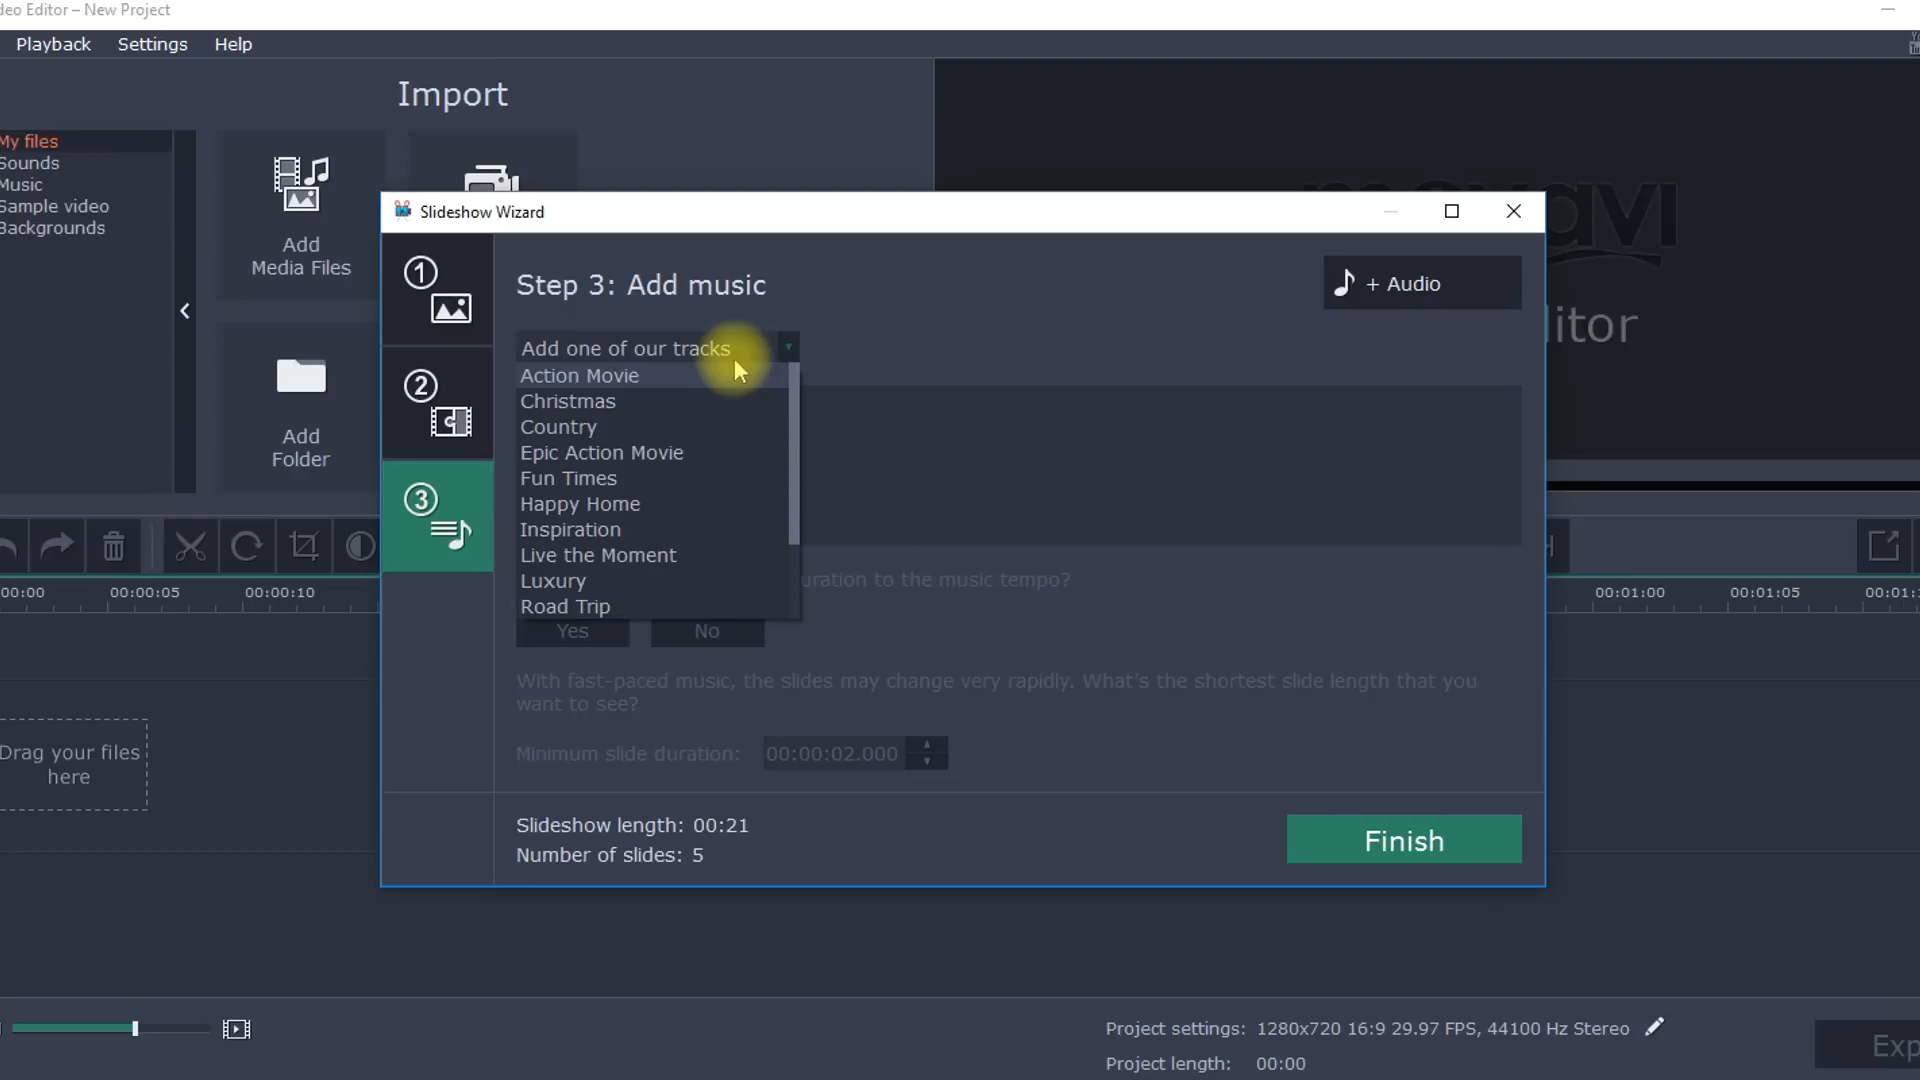 deo Editor – New Project
Playback Settings Help
Import
My files
Sounds
Music
Sample video
Backgrounds
Add
Media Files
Add
Folder
Slideshow Wizard
1
2
3
Step 3: Add music
+ Audio
Add one of our tracks
Action Movie
Christmas
Country
Epic Action Movie
Fun Times
Happy Home
Inspiration
Live the Moment
Luxury
Road Trip
uration to the music tempo?
Yes No
With fast-paced music, the slides may change very rapidly. What's the shortest slide length that you
want to see?
Minimum slide duration: 00:00:02.000
Slideshow length: 00:21
Number of slides: 5
Finish
itor
00:00 00:00:05 00:00:10 00:01:00 00:01:05 00:01:
Drag your files
here
Project settings: 1280x720 16:9 29.97 FPS, 44100 Hz Stereo
Project length: 00:00
Exp